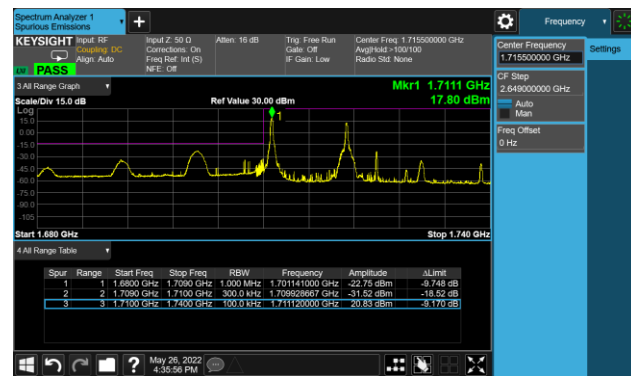 Spectrum Analyzer 1
Spurious Emissions
Frequency
KEYSIGHT Input: RF Input Z: 50 Ω Atten: 16 dB Trig: Free Run Center Freq: 1.715500000 GHz
Coupling: DC Corrections: On Gate: Off Avg|Hold:>100/100
Align: Auto Freq Ref: Int (S) IF Gain: Low Radio Std: None
PASS NFE: Off
Center Frequency
1.715500000 GHz
Settings
CF Step
2.649000000 GHz
Auto
Man
Freq Offset
0 Hz
3 All Range Graph
Mkr1 1.7111 GHz
Scale/Div 15.0 dB Ref Value 30.00 dBm 17.80 dBm
Log
15.0
0.00
-15.0
-30.0
-45.0
-60.0
-75.0
-90.0
-105
1
Start 1.680 GHz Stop 1.740 GHz
4 All Range Table
Spur Range Start Freq Stop Freq RBW Frequency Amplitude ΔLimit
1 1 1.6800 GHz 1.7090 GHz 1.000 MHz 1.701141000 GHz -22.75 dBm -9.748 dB
2 2 1.7090 GHz 1.7100 GHz 300.0 kHz 1.709928667 GHz -31.52 dBm -18.52 dB
3 3 1.7100 GHz 1.7400 GHz 100.0 kHz 1.711120000 GHz 20.83 dBm -9.170 dB
May 26, 2022
4:35:56 PM